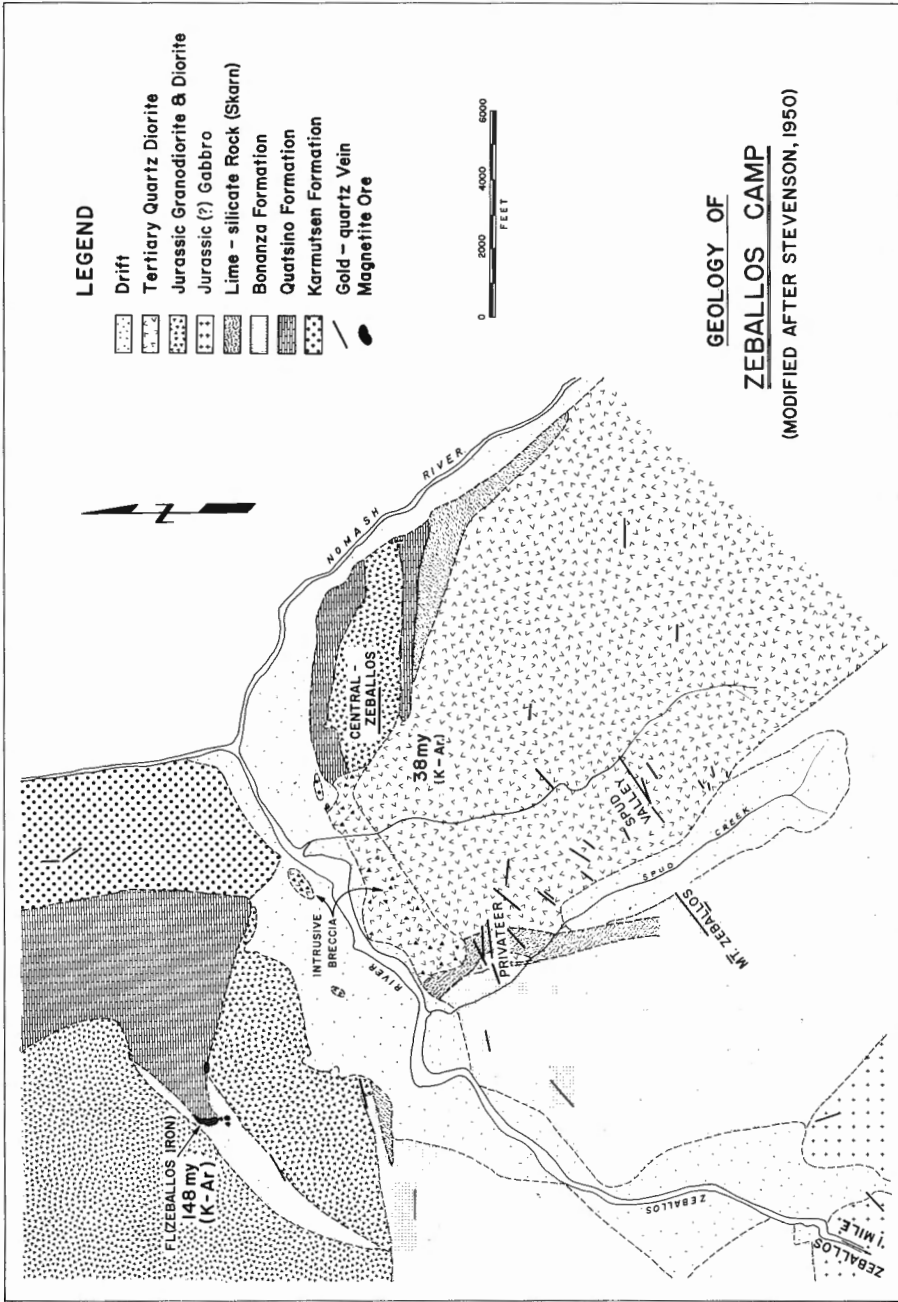 LEGEND
Drift
Tertiary Quartz Diorite
Jurassic Granodiorite & Diorite
Jurassic (?) Gabbro
Lime - silicate Rock (Skarn)
Bonanza Formation
Quatsino Formation
Karmutsen Formation
Gold - quartz Vein
Magnetite Ore
0 2000 4000 6000
FEET
GEOLOGY OF
ZEBALLOS CAMP
(MODIFIED AFTER STEVENSON, 1950)
N
NOMASH RIVER
CENTRAL -
ZEBALLOS
38 my
(K-Ar)
SPUD
VALLEY
SPUD CREEK
MT. ZEBALLOS
PRIVATEER
INTRUSIVE
BRECCIA
RIVER
FL(ZEBALLOS IRON)
148 my
(K-Ar)
ZEBALLOS
ZEBALLOS
1 MILE